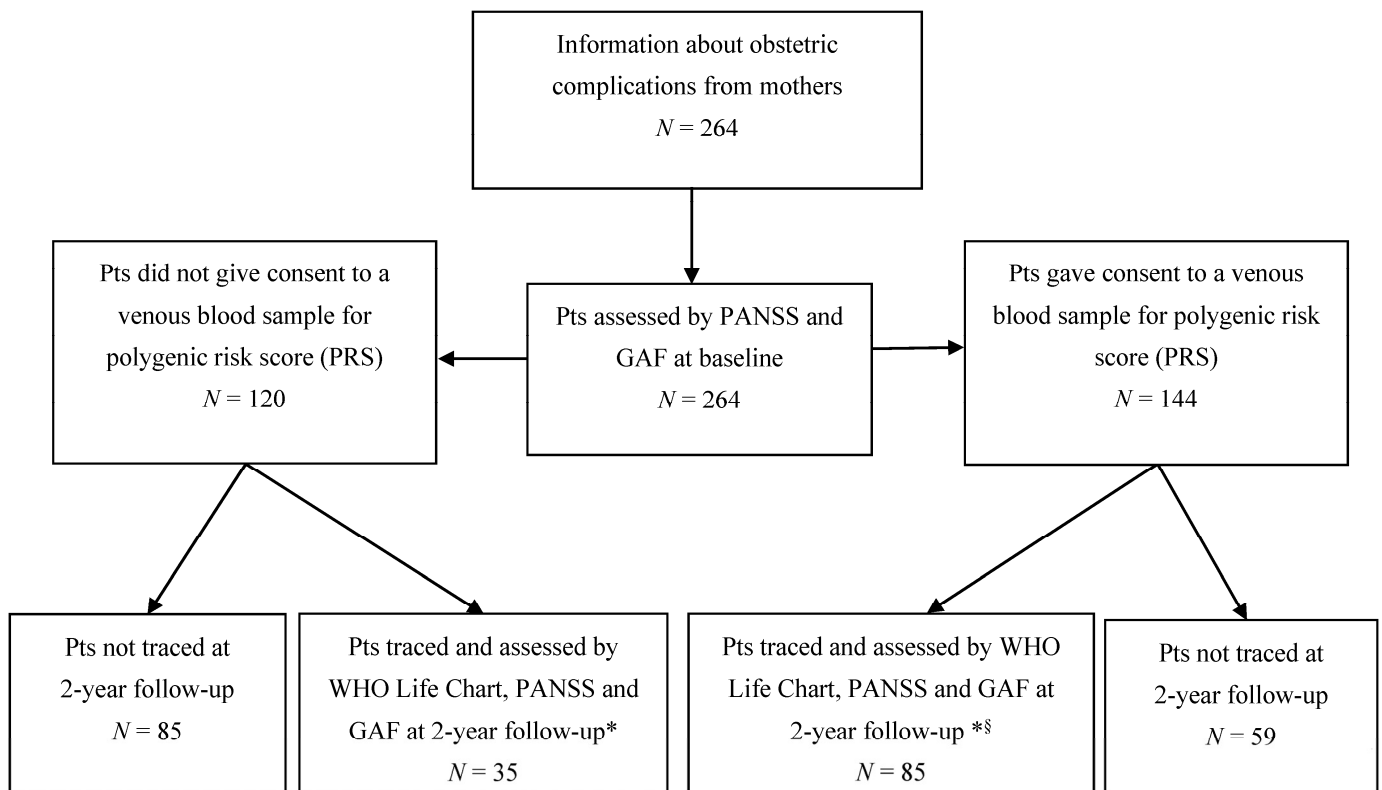 Information about obstetric
complications from mothers
N = 264
Pts did not give consent to a
venous blood sample for
polygenic risk score (PRS)
N = 120
Pts assessed by PANSS and
GAF at baseline
N = 264
Pts gave consent to a venous
blood sample for polygenic risk
score (PRS)
N = 144
Pts not traced at
2-year follow-up
N = 85
Pts traced and assessed by
WHO Life Chart, PANSS and
GAF at 2-year follow-up*
N = 35
Pts traced and assessed by WHO
Life Chart, PANSS and GAF at
2-year follow-up *§
N = 85
Pts not traced at
2-year follow-up
N = 59